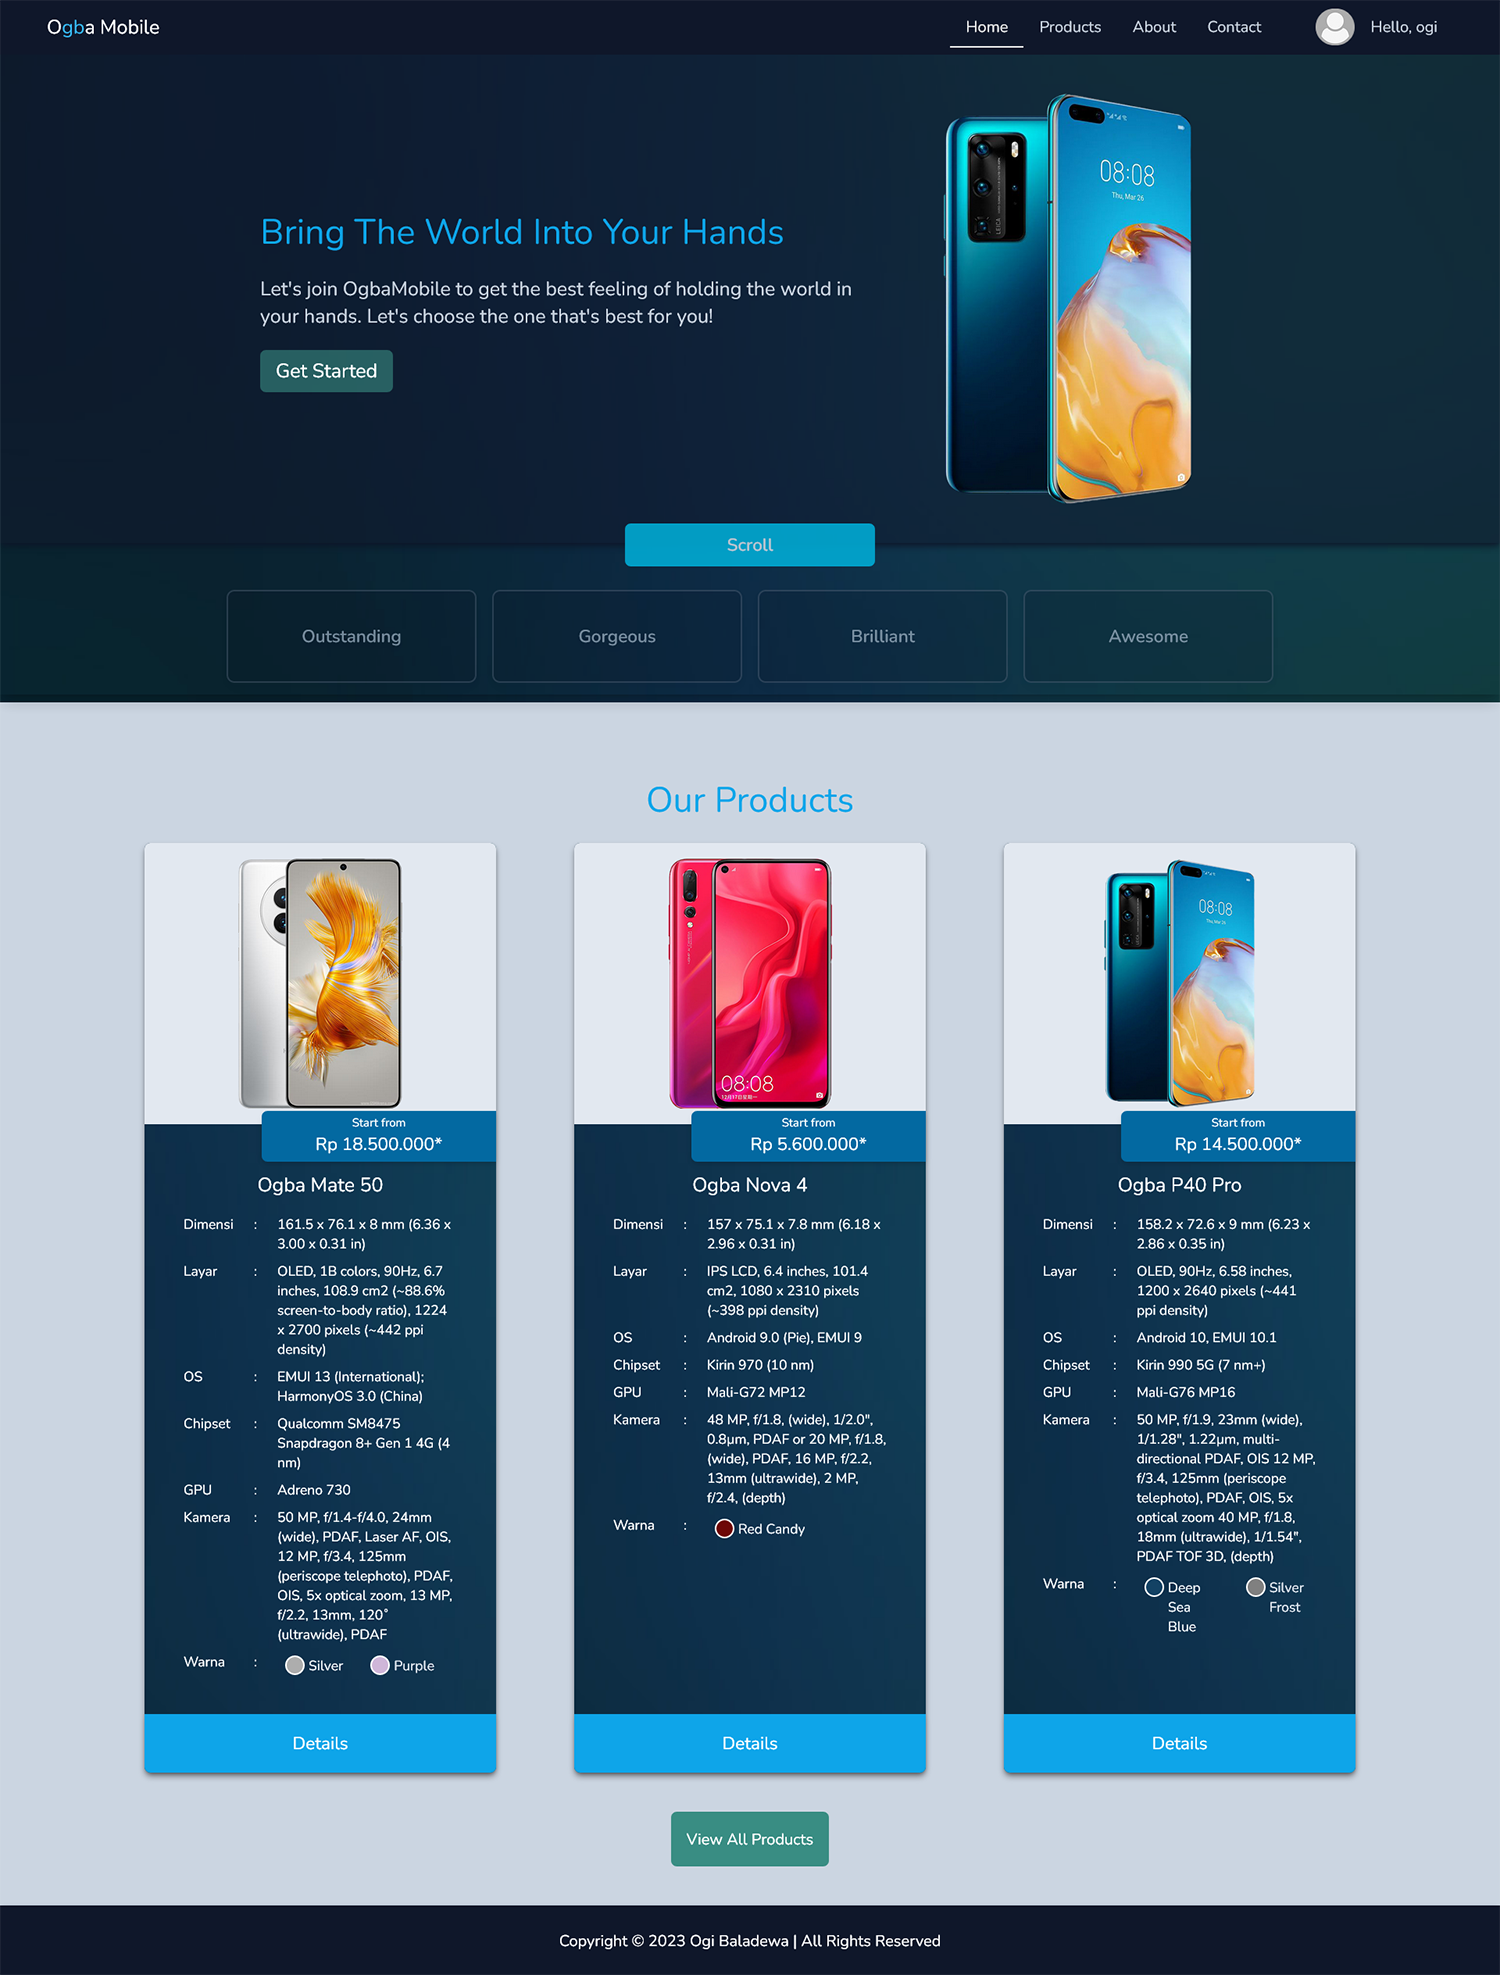 Ogba Mobile
Home Products About Contact Hello, ogi
08:08
Thu, Mar 26
LEICA
Bring The World Into Your Hands
Let's join OgbaMobile to get the best feeling of holding the world in
your hands. Let's choose the one that's best for you!
Get Started
Scroll
Outstanding Gorgeous Brilliant Awesome
Our Products
Start from
Rp 18.500.000*
Ogba Mate 50
Dimensi : 161.5 x 76.1 x 8 mm (6.36 x
3.00 x 0.31 in)
Layar : OLED, 1B colors, 90Hz, 6.7
inches, 108.9 cm2 (~88.6%
screen-to-body ratio), 1224
x 2700 pixels (~442 ppi
density)
OS : EMUI 13 (International);
HarmonyOS 3.0 (China)
Chipset : Qualcomm SM8475
Snapdragon 8+ Gen 1 4G (4
nm)
GPU : Adreno 730
Kamera : 50 MP, f/1.4-f/4.0, 24mm
(wide), PDAF, Laser AF, OIS,
12 MP, f/3.4, 125mm
(periscope telephoto), PDAF,
OIS, 5x optical zoom, 13 MP,
f/2.2, 13mm, 120˚
(ultrawide), PDAF
Warna : Silver Purple
Details
08:08
12月17日星期一
Start from
Rp 5.600.000*
Ogba Nova 4
Dimensi : 157 x 75.1 x 7.8 mm (6.18 x
2.96 x 0.31 in)
Layar : IPS LCD, 6.4 inches, 101.4
cm2, 1080 x 2310 pixels
(~398 ppi density)
OS : Android 9.0 (Pie), EMUI 9
Chipset : Kirin 970 (10 nm)
GPU : Mali-G72 MP12
Kamera : 48 MP, f/1.8, (wide), 1/2.0",
0.8µm, PDAF or 20 MP, f/1.8,
(wide), PDAF, 16 MP, f/2.2,
13mm (ultrawide), 2 MP,
f/2.4, (depth)
Warna : Red Candy
Details
08:08
Thu, Mar 26
Start from
Rp 14.500.000*
Ogba P40 Pro
Dimensi : 158.2 x 72.6 x 9 mm (6.23 x
2.86 x 0.35 in)
Layar : OLED, 90Hz, 6.58 inches,
1200 x 2640 pixels (~441
ppi density)
OS : Android 10, EMUI 10.1
Chipset : Kirin 990 5G (7 nm+)
GPU : Mali-G76 MP16
Kamera : 50 MP, f/1.9, 23mm (wide),
1/1.28", 1.22µm, multi-
directional PDAF, OIS 12 MP,
f/3.4, 125mm (periscope
telephoto), PDAF, OIS, 5x
optical zoom 40 MP, f/1.8,
18mm (ultrawide), 1/1.54",
PDAF TOF 3D, (depth)
Warna : Deep Silver
Sea Frost
Blue
Details
View All Products
Copyright © 2023 Ogi Baladewa | All Rights Reserved